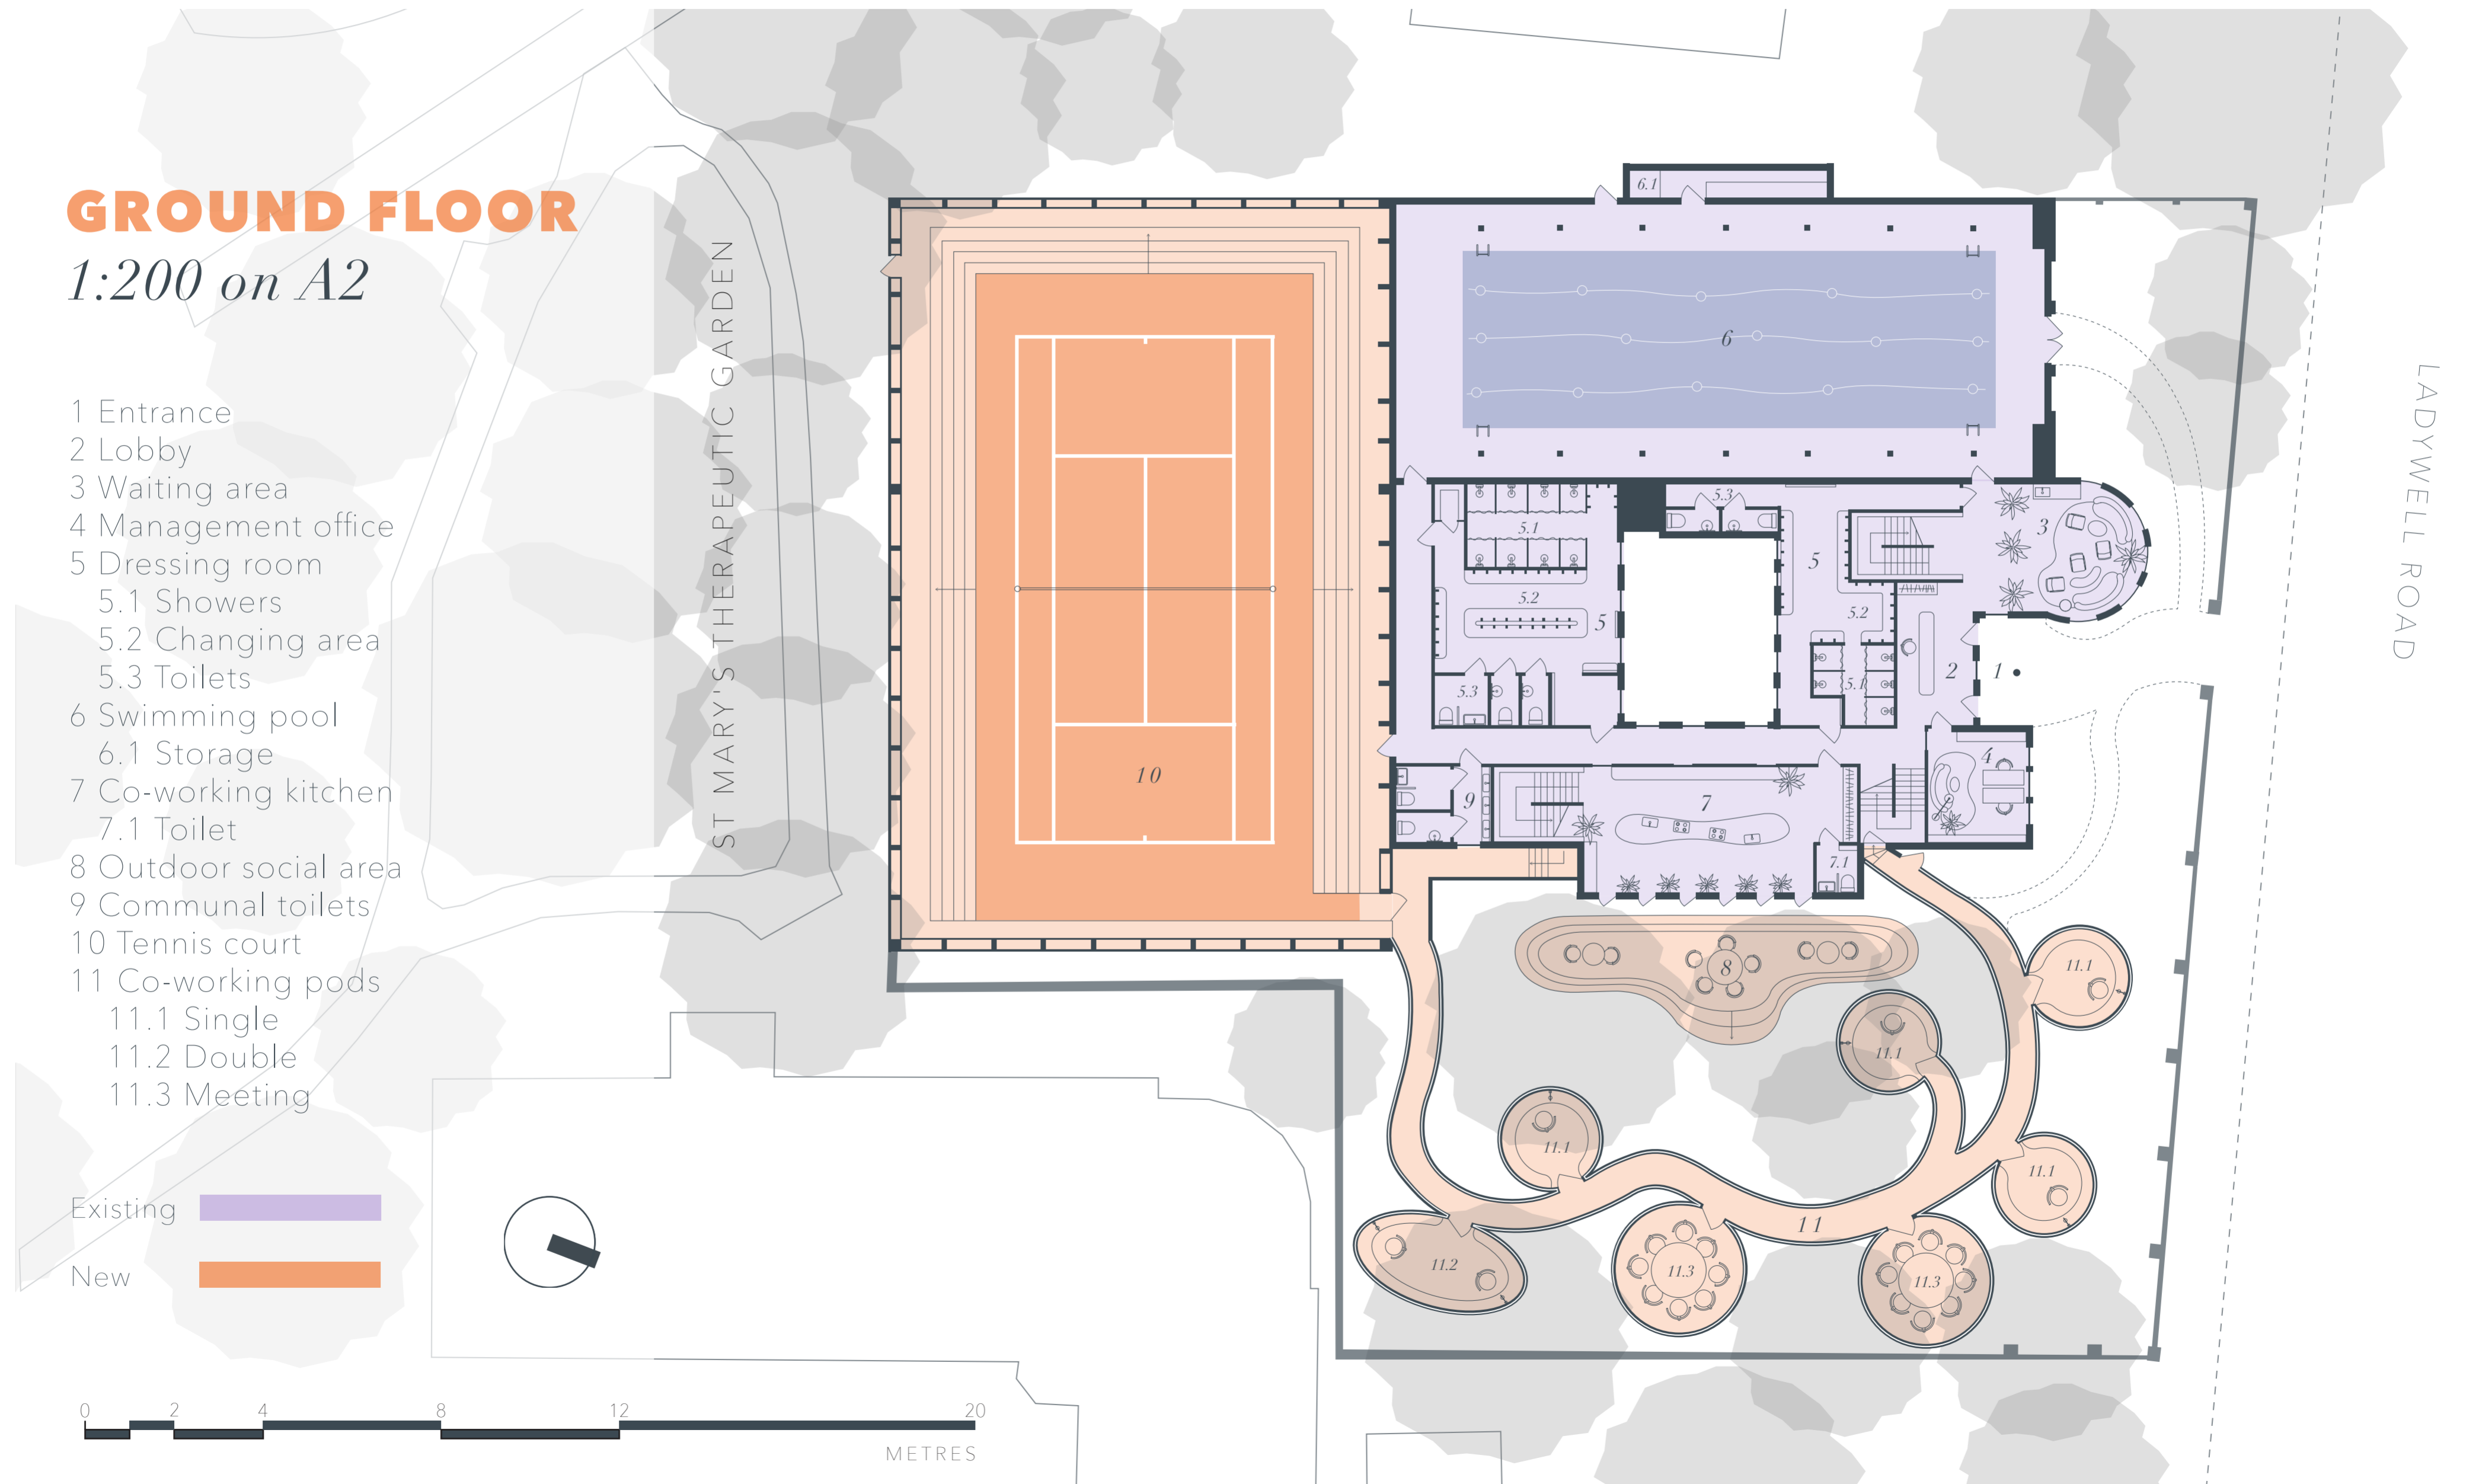 GROUND FLOOR
1:200 on A2
1 Entrance
2 Lobby
3 Waiting area
4 Management office
5 Dressing room
5.1 Showers
5.2 Changing area
5.3 Toilets
6 Swimming pool
6.1 Storage
7 Co-working kitchen
7.1 Toilet
8 Outdoor social area
9 Communal toilets
10 Tennis court
11 Co-working pods
11.1 Single
11.2 Double
11.3 Meeting
Existing
New
0 2 4 8 12 20
METRES
ST MARY'S THERAPEUTIC GARDEN
LADYWELL ROAD
6.1
6
5.3
5.1
3
5
5.2
5.2
5
5.3
5.1
2
1
4
10
9
7
7.1
8
11.1
11.1
11.1
11.1
11
11.2
11.3
11.3